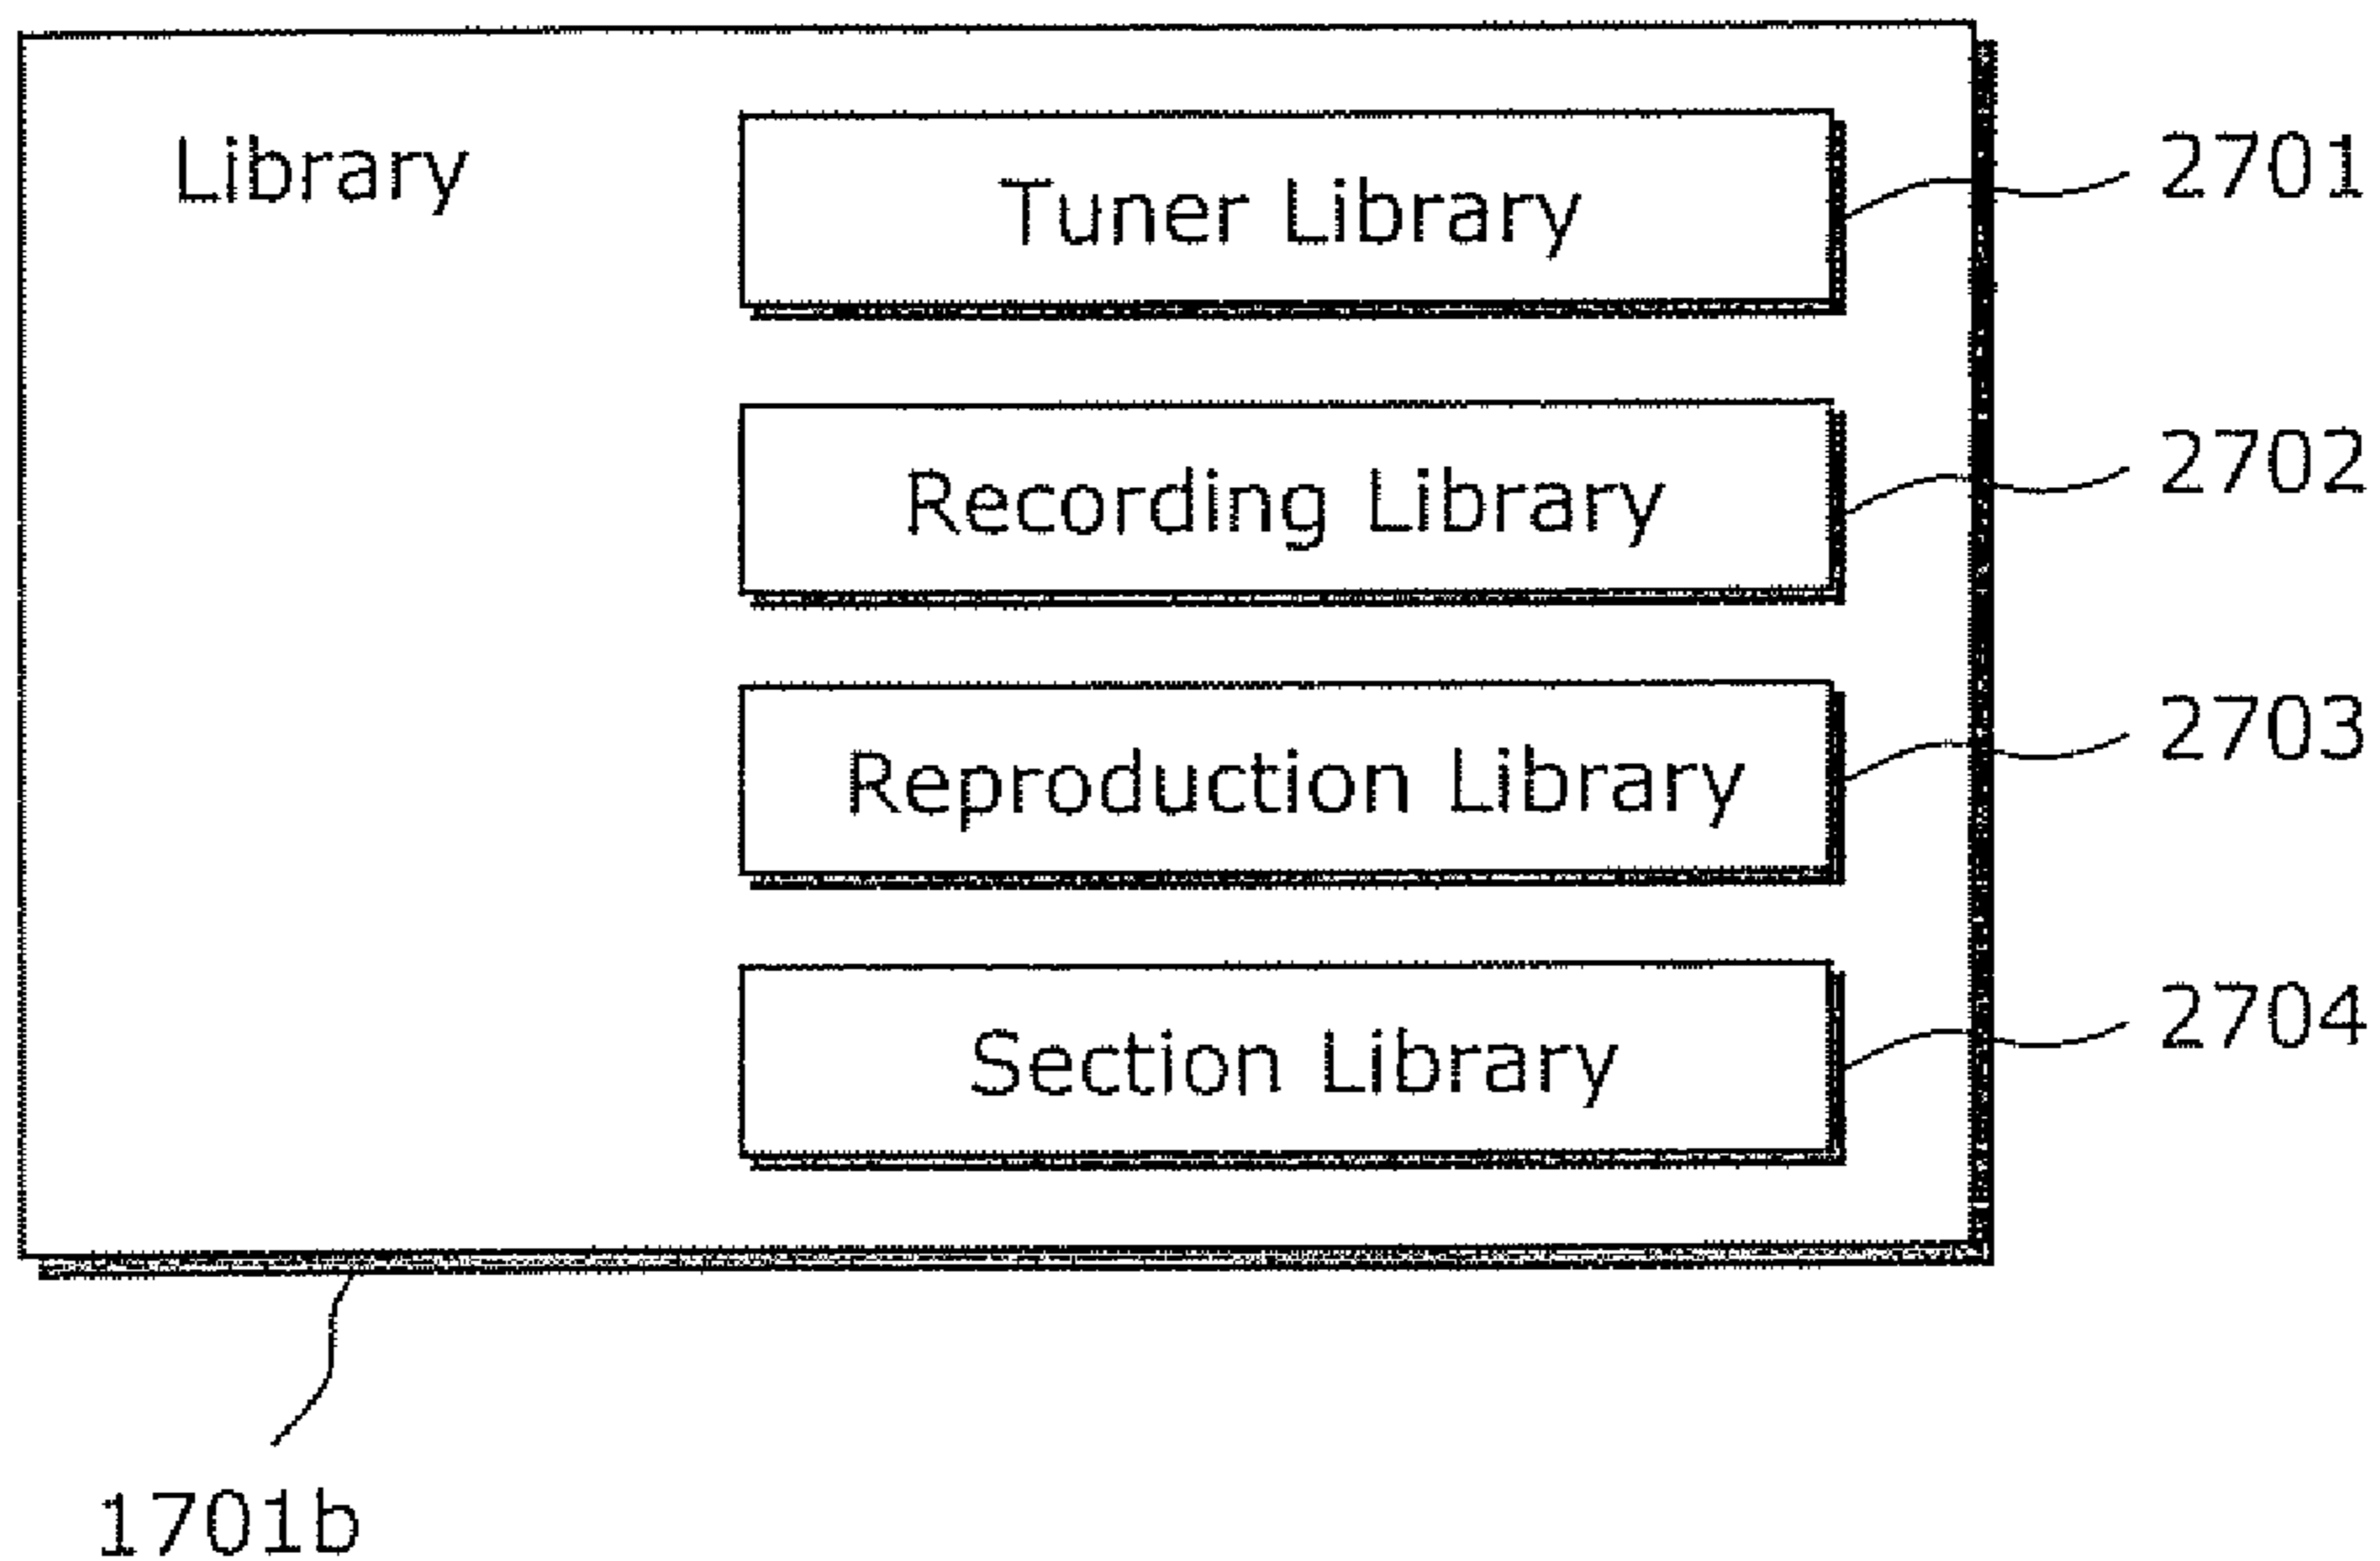 Library
Tuner Library
2701
Recording Library
2702
Reproduction Library
2703
Section Library
2704
1701b